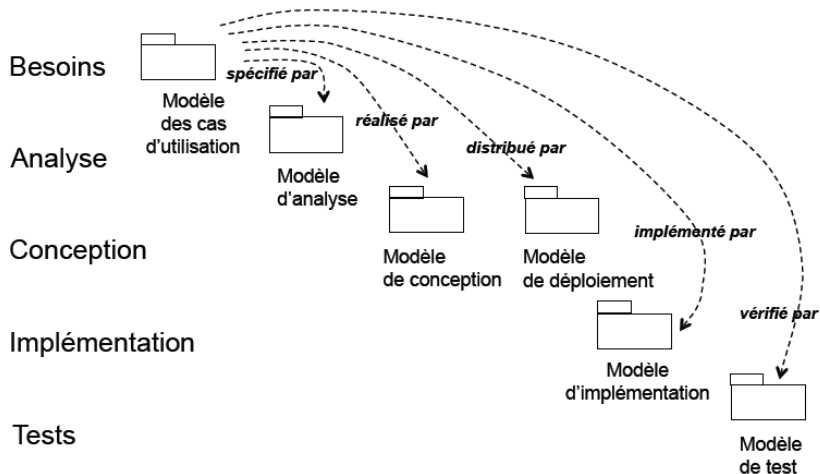 Besoins
spécifié par
Modèle
des cas
d'utilisation
réalisé par
distribué par
Analyse
Modèle
d'analyse
implémenté par
Conception
Modèle
de conception
Modèle
de déploiement
vérifié par
Implémentation
Modèle
d'implémentation
Tests
Modèle
de test